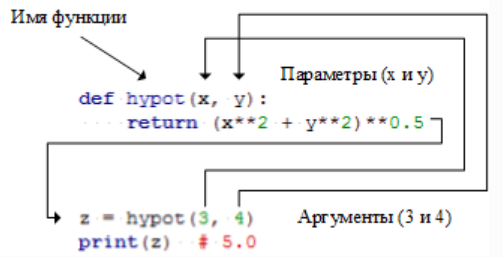 Имя функции
Параметры (x и y)
def hypot(x, y):
return (x**2 + y**2)**0.5
z = hypot(3, 4)
Аргументы (3 и 4)
print(z) # 5.0